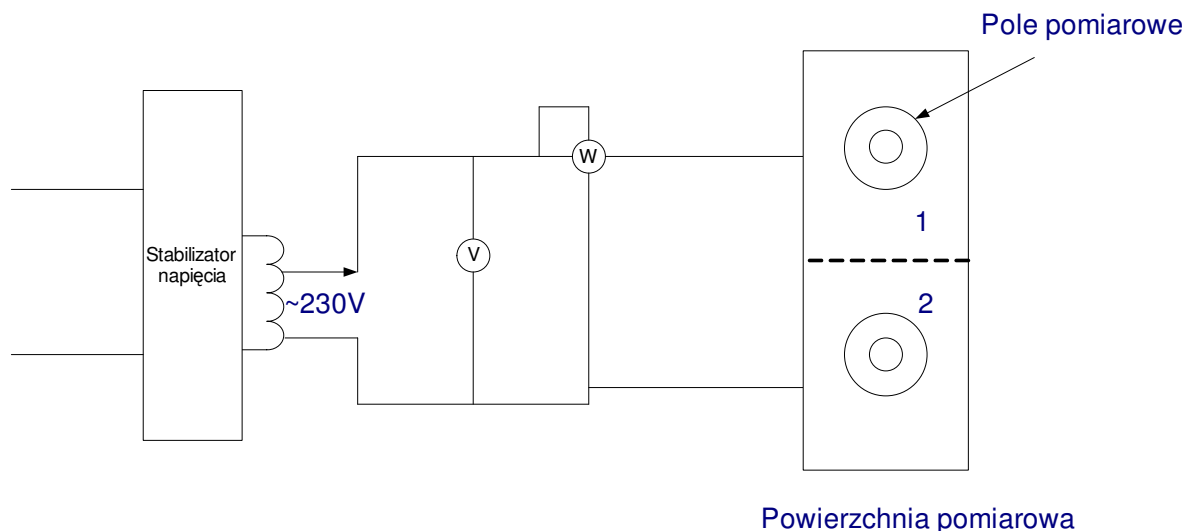 Pole pomiarowe
Stabilizator
napięcia
~230V
V
W
1
2
Powierzchnia pomiarowa